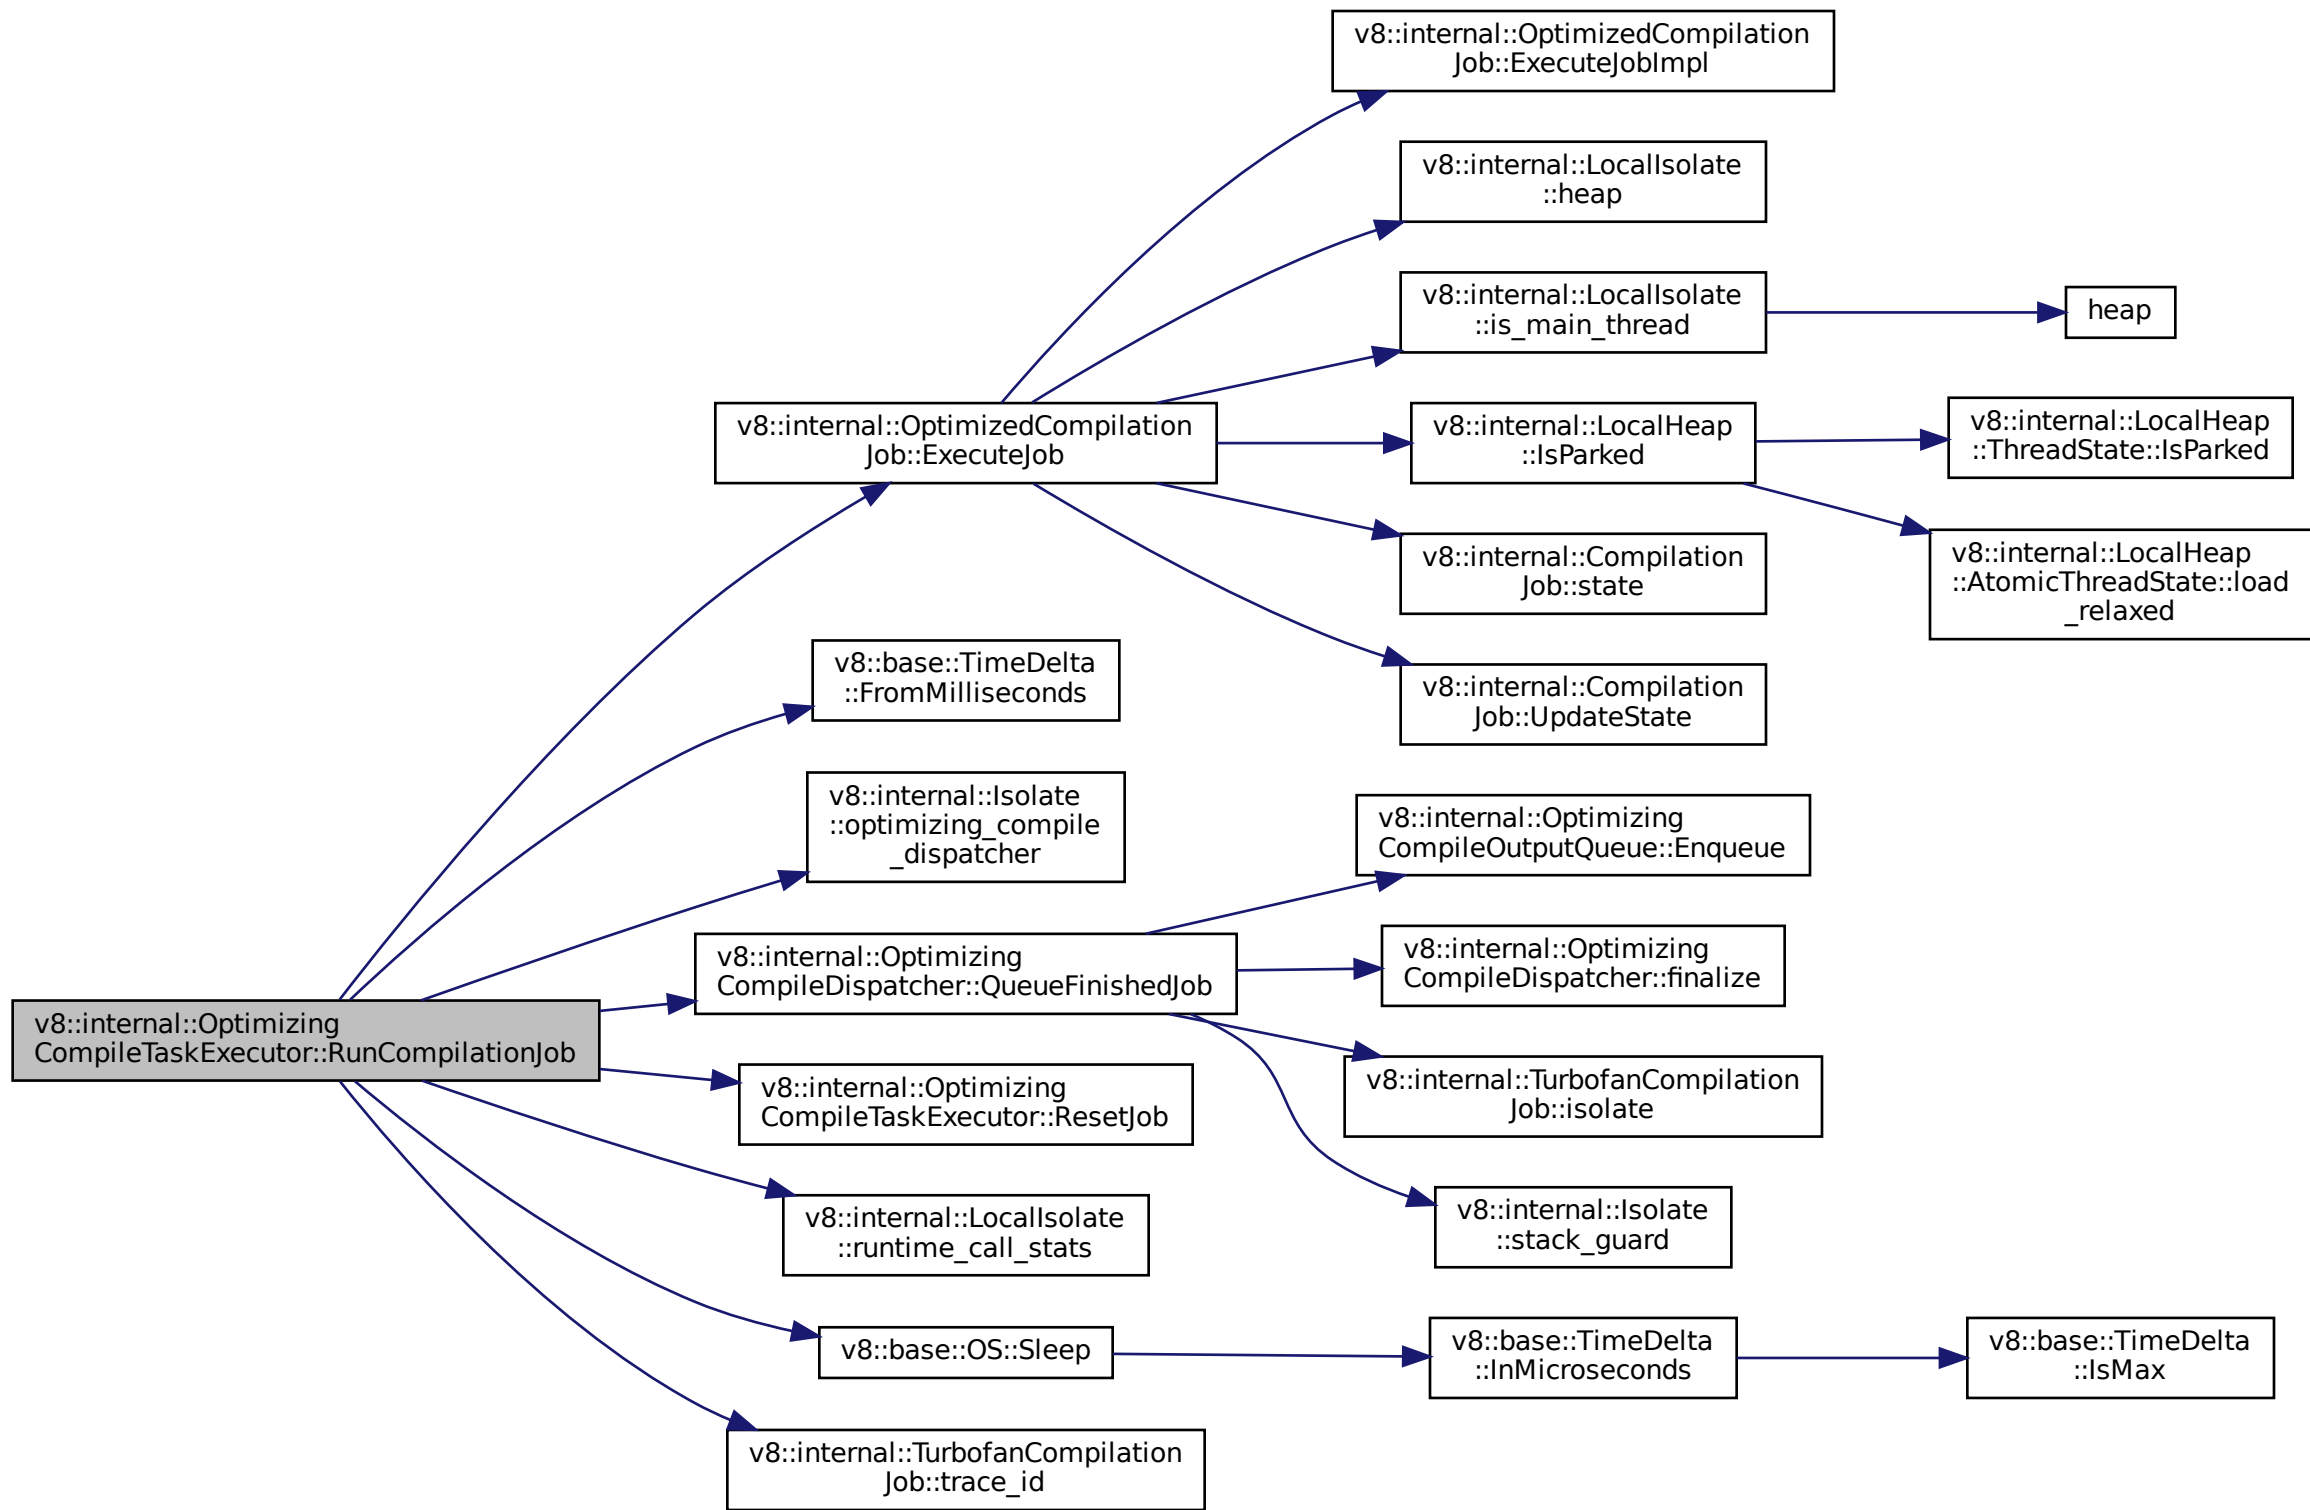 v8::internal::OptimizedCompilation
Job::ExecuteJobImpl
v8::internal::LocalIsolate
::heap
v8::internal::LocalIsolate
::is_main_thread
heap
v8::internal::OptimizedCompilation
Job::ExecuteJob
v8::internal::LocalHeap
::IsParked
v8::internal::LocalHeap
::ThreadState::IsParked
v8::internal::LocalHeap
::AtomicThreadState::load
_relaxed
v8::internal::Compilation
Job::state
v8::internal::Compilation
Job::UpdateState
v8::base::TimeDelta
::FromMilliseconds
v8::internal::Isolate
::optimizing_compile
_dispatcher
v8::internal::Optimizing
CompileOutputQueue::Enqueue
v8::internal::Optimizing
CompileDispatcher::QueueFinishedJob
v8::internal::Optimizing
CompileDispatcher::finalize
v8::internal::Optimizing
CompileTaskExecutor::RunCompilationJob
v8::internal::Optimizing
CompileTaskExecutor::ResetJob
v8::internal::TurbofanCompilation
Job::isolate
v8::internal::LocalIsolate
::runtime_call_stats
v8::internal::Isolate
::stack_guard
v8::base::OS::Sleep
v8::base::TimeDelta
::InMicroseconds
v8::base::TimeDelta
::IsMax
v8::internal::TurbofanCompilation
Job::trace_id